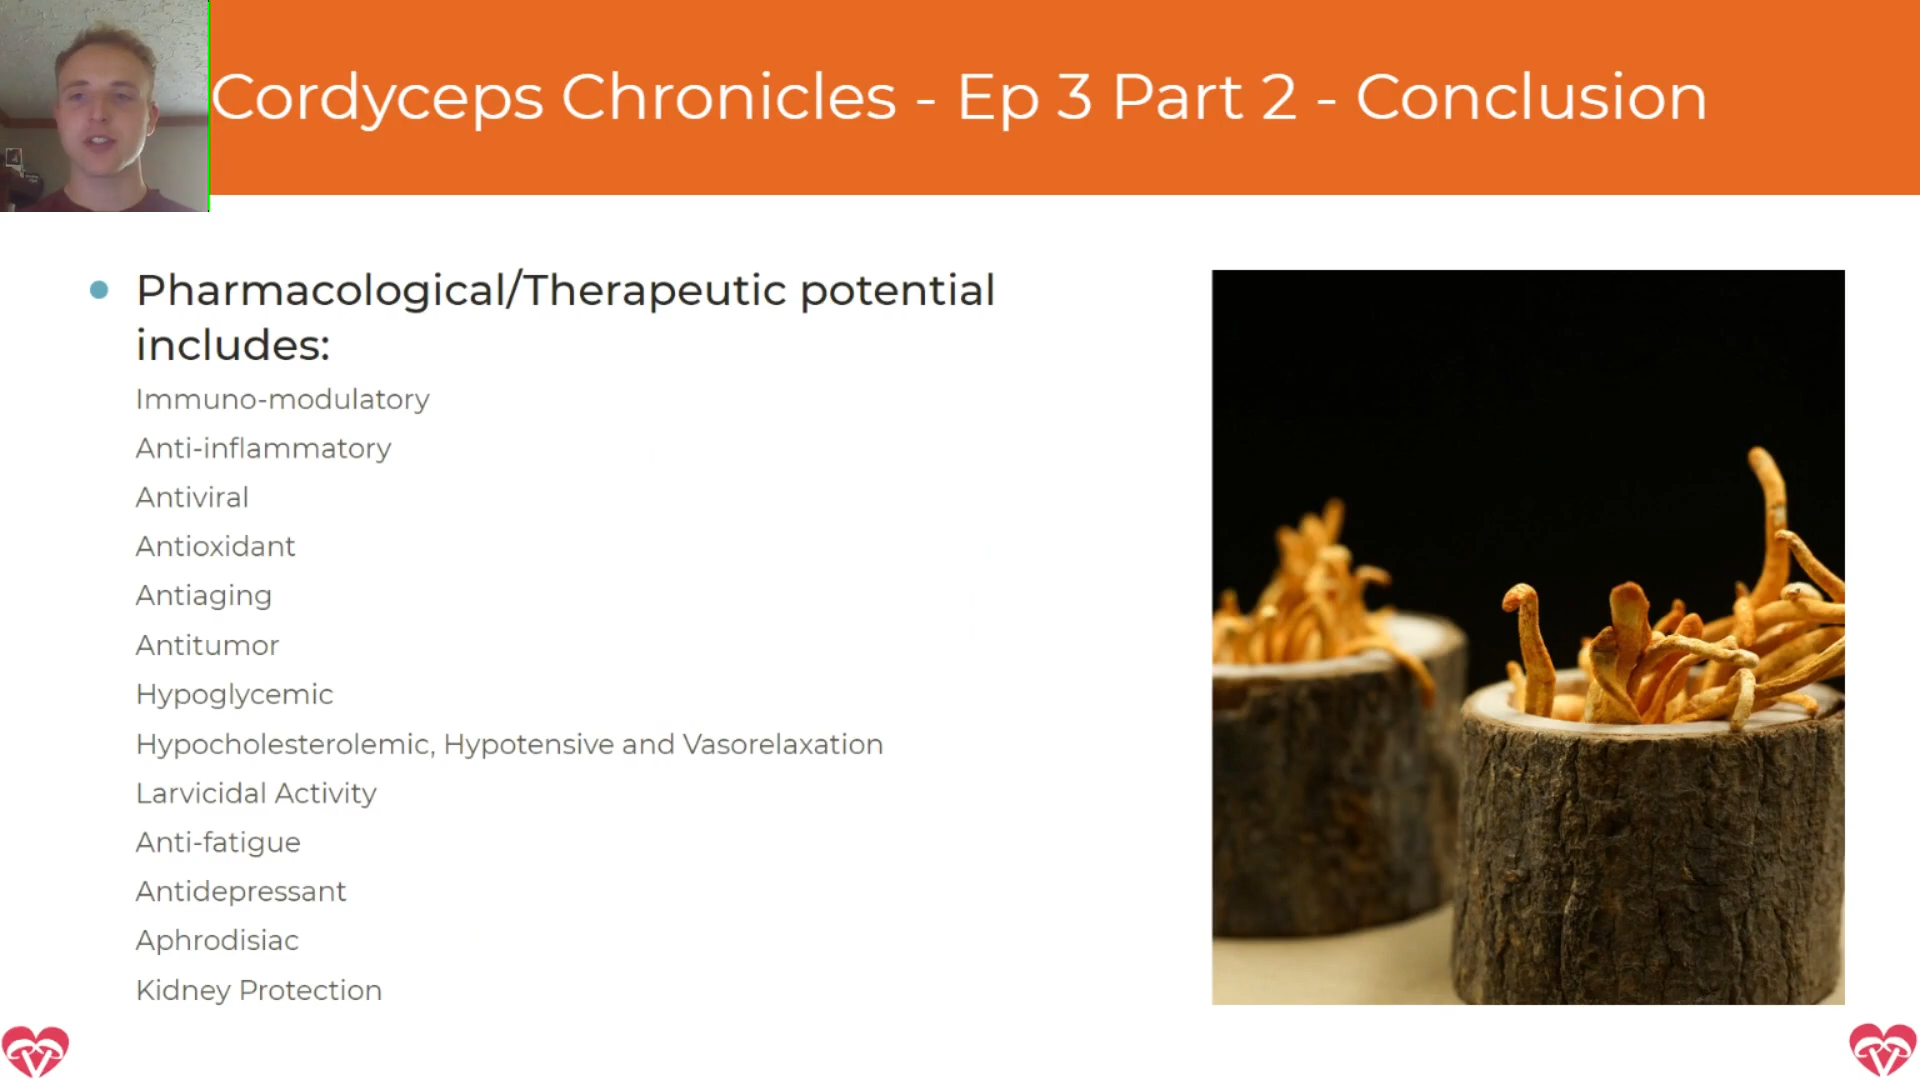 Cordyceps Chronicles - Ep 3 Part 2 - Conclusion
Pharmacological/Therapeutic potential
includes:
Immuno-modulatory
Anti-inflammatory
Antiviral
Antioxidant
Antiaging
Antitumor
Hypoglycemic
Hypocholesterolemic, Hypotensive and Vasorelaxation
Larvicidal Activity
Anti-fatigue
Antidepressant
Aphrodisiac
Kidney Protection